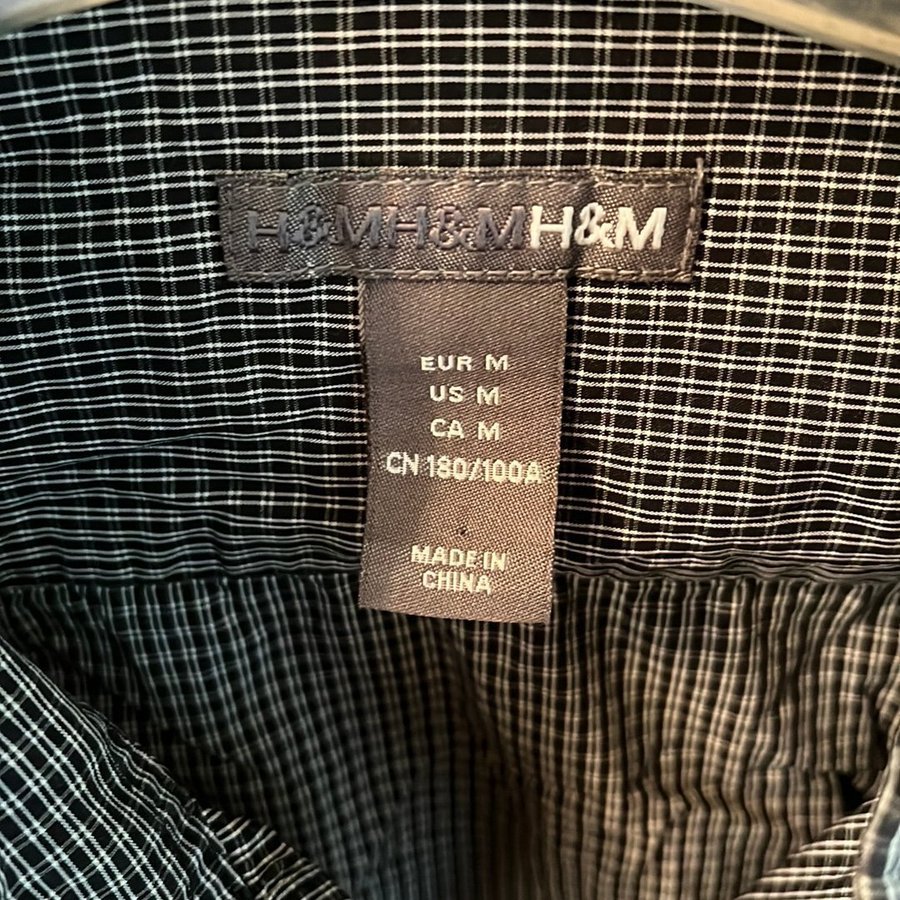 H&MH&MH&M
EUR M
US M
CA M
CN 180/100A
MADE IN
CHINA